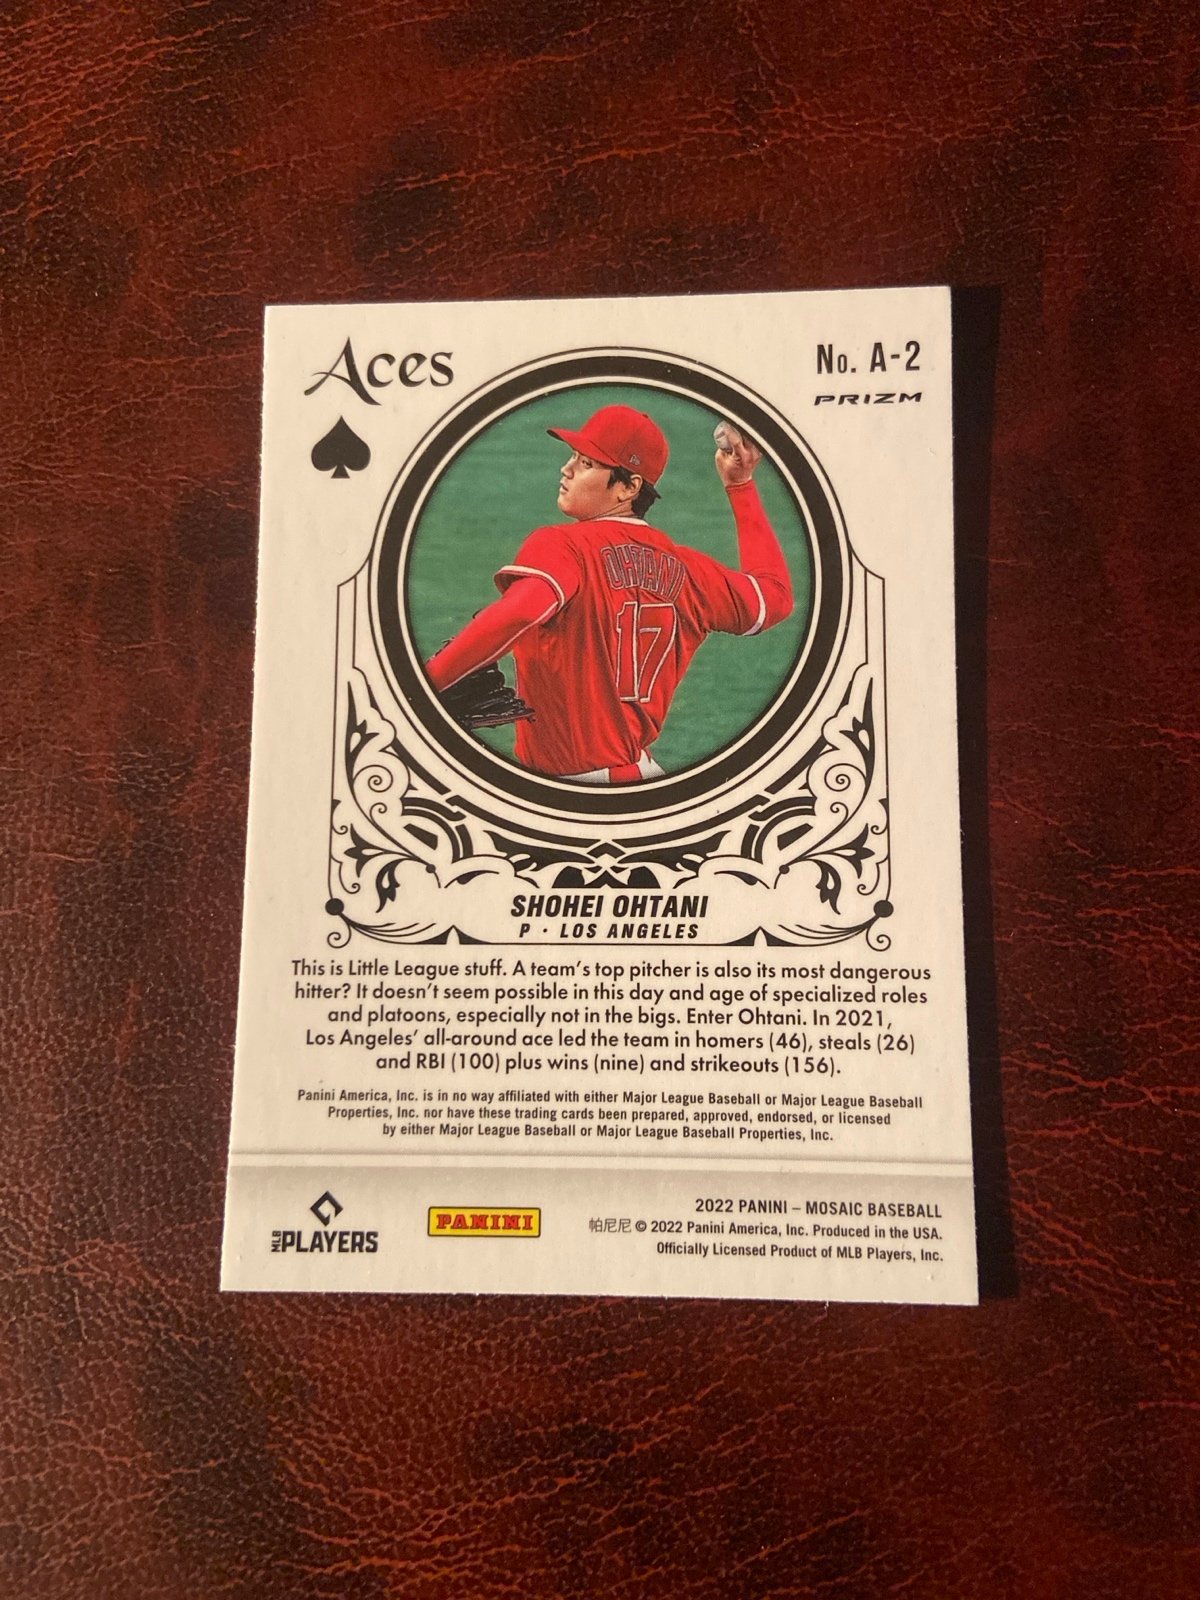 Aces
No. A-2
PRIZM
OHTANI
17
SHOHEI OHTANI
P · LOS ANGELES
This is Little League stuff. A team's top pitcher is also its most dangerous
hitter? It doesn't seem possible in this day and age of specialized roles
and platoons, especially not in the bigs. Enter Ohtani. In 2021,
Los Angeles' all-around ace led the team in homers (46), steals (26)
and RBI (100) plus wins (nine) and strikeouts (156).
Panini America, Inc. is in no way affiliated with either Major League Baseball or Major League Baseball
Properties, Inc. nor have these trading cards been prepared, approved, endorsed, or licensed
by either Major League Baseball or Major League Baseball Properties, Inc.
MLB PLAYERS
PANINI
2022 PANINI – MOSAIC BASEBALL
帕尼尼 © 2022 Panini America, Inc. Produced in the USA.
Officially Licensed Product of MLB Players, Inc.